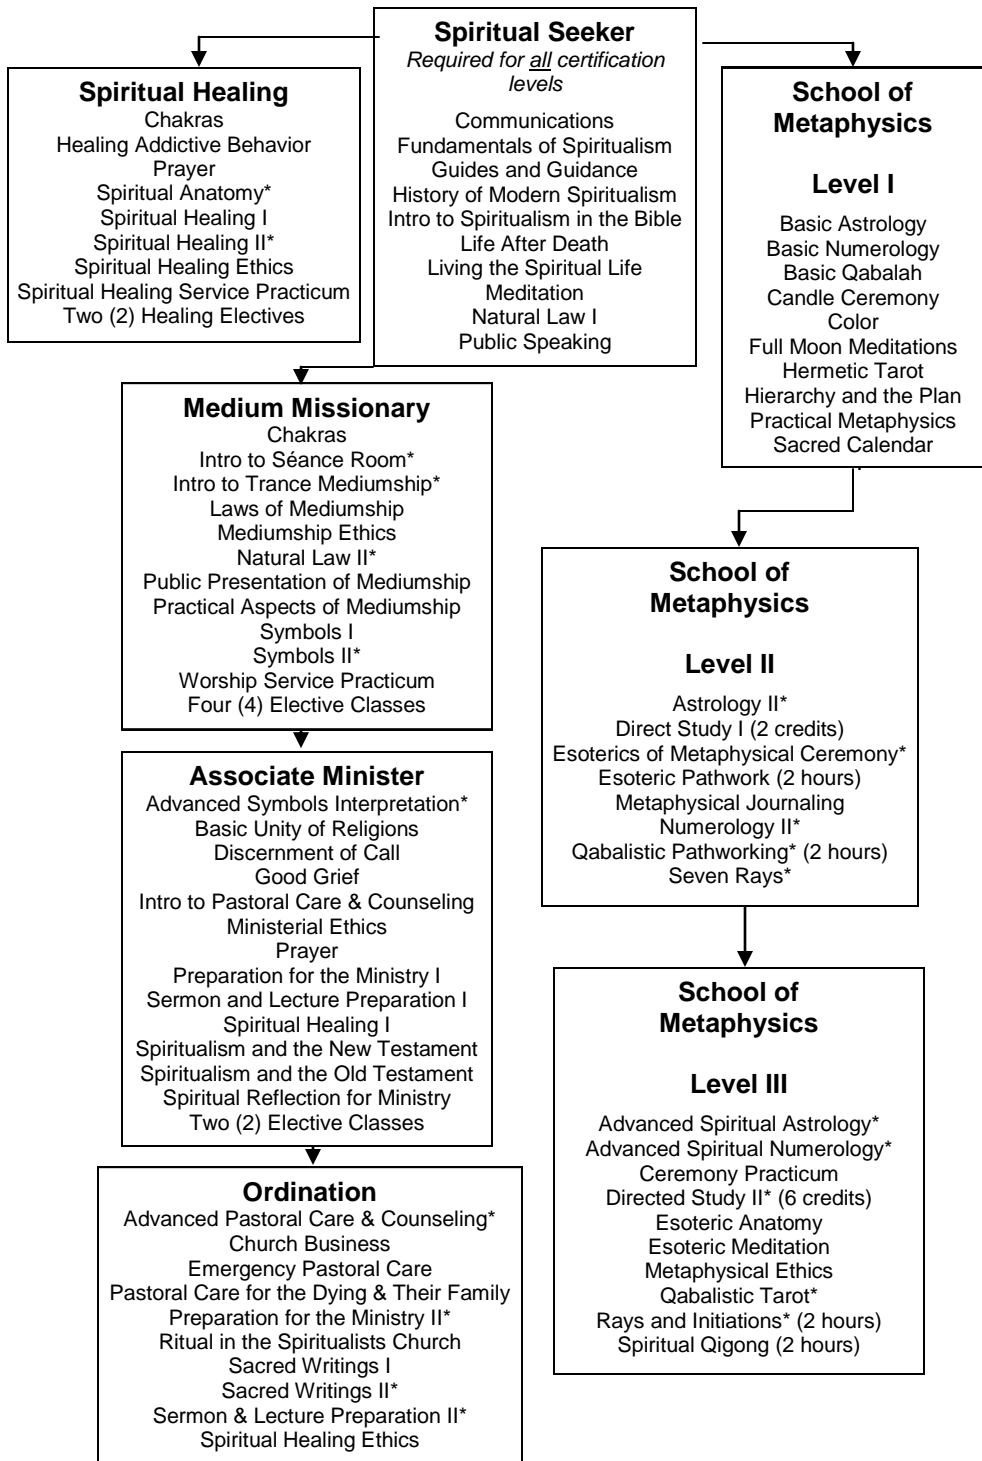 Spiritual Seeker
Required for all certification
levels
Communications
Fundamentals of Spiritualism
Guides and Guidance
History of Modern Spiritualism
Intro to Spiritualism in the Bible
Life After Death
Living the Spiritual Life
Meditation
Natural Law I
Public Speaking
Spiritual Healing
Chakras
Healing Addictive Behavior
Prayer
Spiritual Anatomy*
Spiritual Healing I
Spiritual Healing II*
Spiritual Healing Ethics
Spiritual Healing Service Practicum
Two (2) Healing Electives
School of
Metaphysics
Level I
Basic Astrology
Basic Numerology
Basic Qabalah
Candle Ceremony
Color
Full Moon Meditations
Hermetic Tarot
Hierarchy and the Plan
Practical Metaphysics
Sacred Calendar
Medium Missionary
Chakras
Intro to Séance Room*
Intro to Trance Mediumship*
Laws of Mediumship
Mediumship Ethics
Natural Law II*
Public Presentation of Mediumship
Practical Aspects of Mediumship
Symbols I
Symbols II*
Worship Service Practicum
Four (4) Elective Classes
School of
Metaphysics
Level II
Astrology II*
Direct Study I (2 credits)
Esoterics of Metaphysical Ceremony*
Esoteric Pathwork (2 hours)
Metaphysical Journaling
Numerology II*
Qabalistic Pathworking* (2 hours)
Seven Rays*
Associate Minister
Advanced Symbols Interpretation*
Basic Unity of Religions
Discernment of Call
Good Grief
Intro to Pastoral Care & Counseling
Ministerial Ethics
Prayer
Preparation for the Ministry I
Sermon and Lecture Preparation I
Spiritual Healing I
Spiritualism and the New Testament
Spiritualism and the Old Testament
Spiritual Reflection for Ministry
Two (2) Elective Classes
School of
Metaphysics
Level III
Advanced Spiritual Astrology*
Advanced Spiritual Numerology*
Ceremony Practicum
Directed Study II* (6 credits)
Esoteric Anatomy
Esoteric Meditation
Metaphysical Ethics
Qabalistic Tarot*
Rays and Initiations* (2 hours)
Spiritual Qigong (2 hours)
Ordination
Advanced Pastoral Care & Counseling*
Church Business
Emergency Pastoral Care
Pastoral Care for the Dying & Their Family
Preparation for the Ministry II*
Ritual in the Spiritualists Church
Sacred Writings I
Sacred Writings II*
Sermon & Lecture Preparation II*
Spiritual Healing Ethics